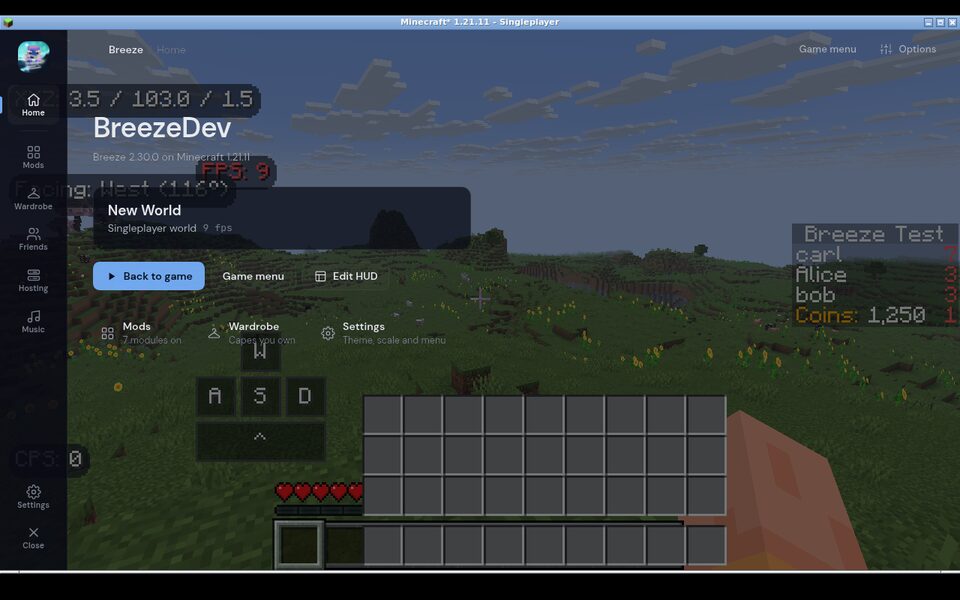 Minecraft* 1.21.11 - Singleplayer
Breeze Home
Game menu Options
XYZ: 3.5 / 103.0 / 1.5
Home
BreezeDev
Breeze 2.30.0 on Minecraft 1.21.11
Mods
FPS: 9
Facing: West (116°)
Wardrobe
New World
Singleplayer world 9 fps
Friends
Breeze Test
carl 7
Alice 3
bob 3
Coins: 1,250 1
Hosting
Back to game Game menu Edit HUD
Music
Mods Wardrobe Settings
7 modules on Capes you own Theme, scale and menu
W
A S D
^
CPS: 0
Settings
Close